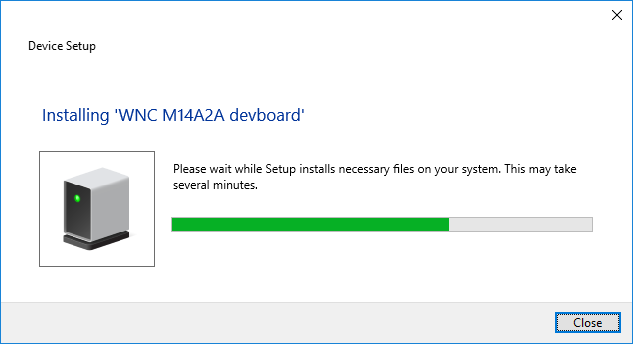 Device Setup
Installing 'WNC M14A2A devboard'
Please wait while Setup installs necessary files on your system. This may take
several minutes.
Close